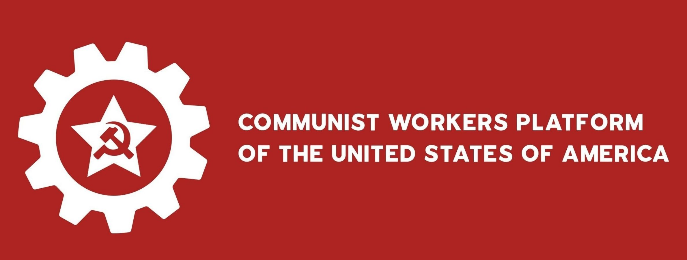 COMMUNIST WORKERS PLATFORM
OF THE UNITED STATES OF AMERICA